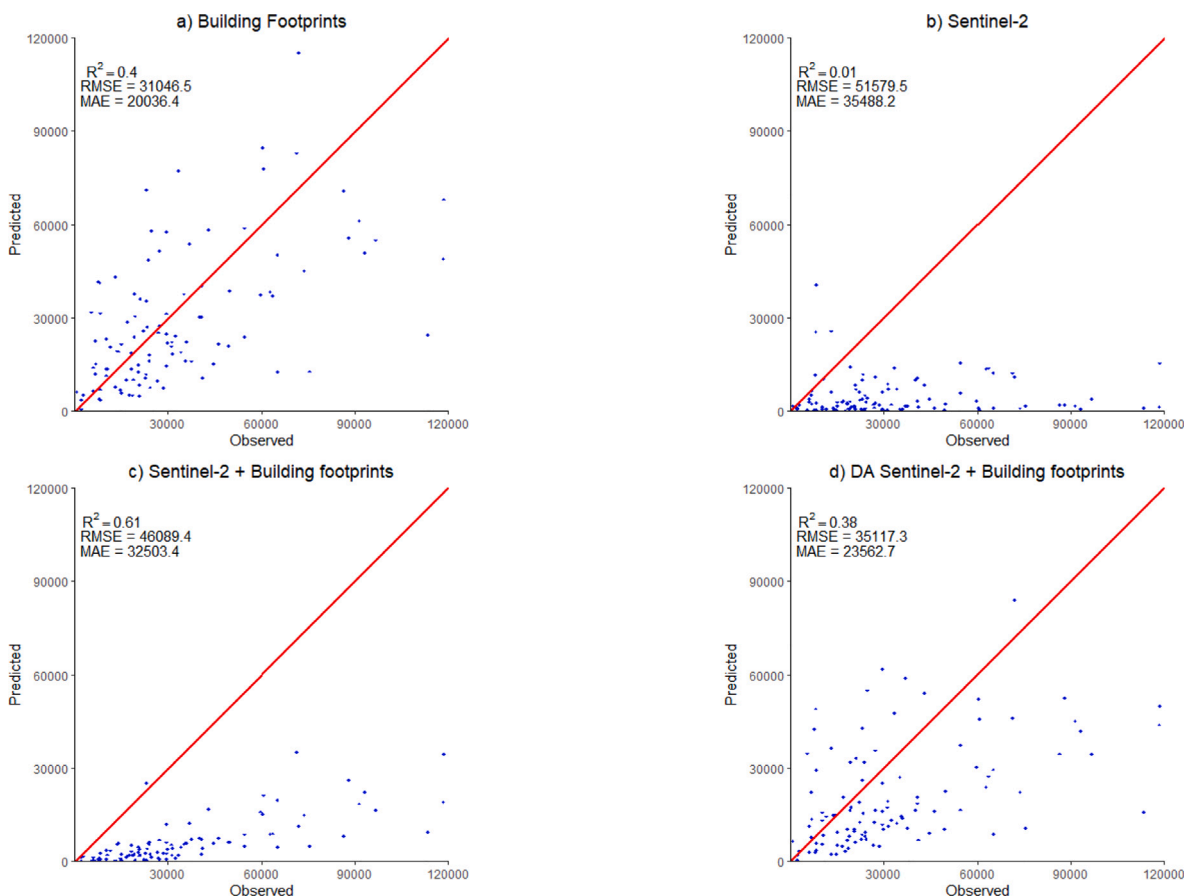 a) Building Footprints
120000
R² = 0.4
RMSE = 31046.5
MAE = 20036.4
90000
Predicted
60000
30000
0
30000 60000 90000 120000
Observed
b) Sentinel-2
120000
R² = 0.01
RMSE = 51579.5
MAE = 35488.2
90000
Predicted
60000
30000
0
30000 60000 90000 120000
Observed
c) Sentinel-2 + Building footprints
120000
R² = 0.61
RMSE = 46089.4
MAE = 32503.4
90000
Predicted
60000
30000
0
30000 60000 90000 120000
Observed
d) DA Sentinel-2 + Building footprints
120000
R² = 0.38
RMSE = 35117.3
MAE = 23562.7
90000
Predicted
60000
30000
0
30000 60000 90000 120000
Observed